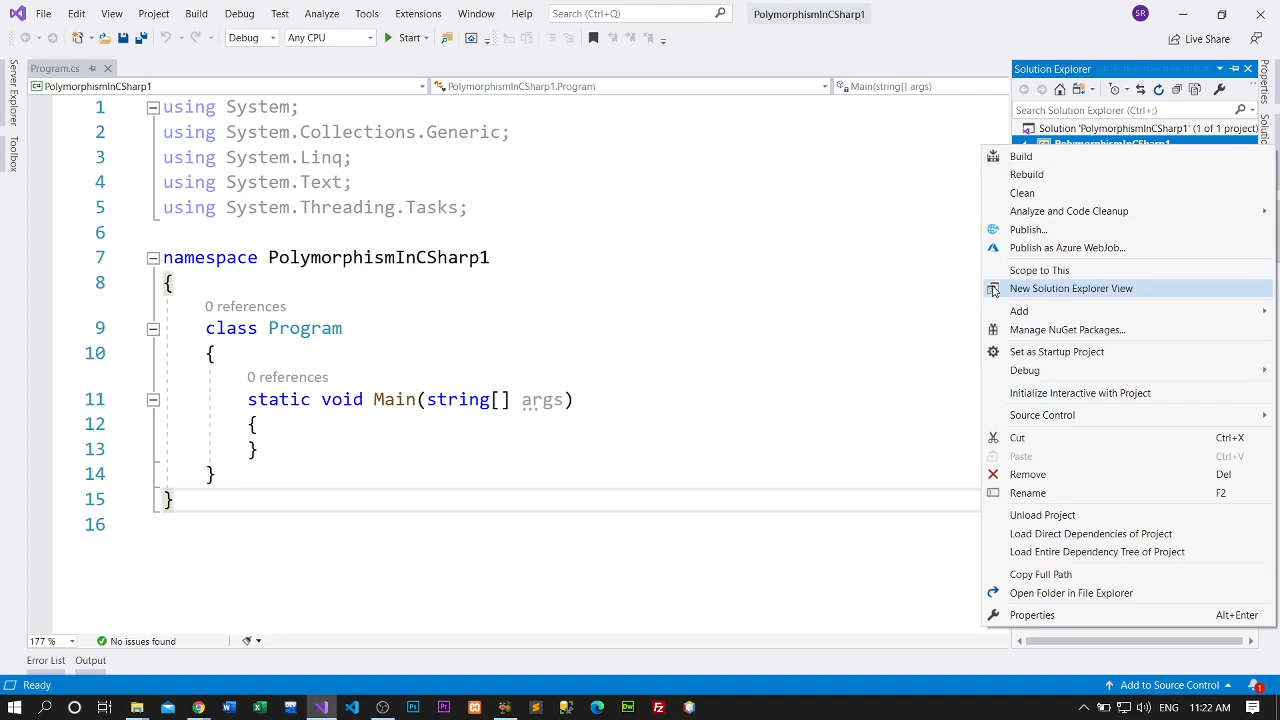 File Edit View Project Build Debug Test Analyze Tools Extensions Window Help Search (Ctrl+Q) PolymorphismInCSharp1 SR
Debug Any CPU Start Live Share
Program.cs
PolymorphismInCSharp1 PolymorphismInCSharp1.Program Main(string[] args)
Server Explorer
Toolbox
1 using System;
2 using System.Collections.Generic;
3 using System.Linq;
4 using System.Text;
5 using System.Threading.Tasks;
6
7 namespace PolymorphismInCSharp1
8 {
0 references
9 class Program
10 {
0 references
11 static void Main(string[] args)
12 {
13 }
14 }
15 }
16
Solution Explorer
Search Solution Explorer (Ctrl+;)
Solution 'PolymorphismInCSharp1' (1 of 1 project)
PolymorphismInCSharp1
Properties
Build
Rebuild
Clean
Analyze and Code Cleanup
Publish...
Publish as Azure WebJob...
Scope to This
New Solution Explorer View
Add
Manage NuGet Packages...
Set as Startup Project
Debug
Initialize Interactive with Project
Source Control
Cut Ctrl+X
Paste Ctrl+V
Remove Del
Rename F2
Unload Project
Load Direct Dependencies of Project
Load Entire Dependency Tree of Project
Copy Full Path
Open Folder in File Explorer
Properties Alt+Enter
177 % No issues found
Error List Output
Ready Add to Source Control 1
ENG 11:22 AM